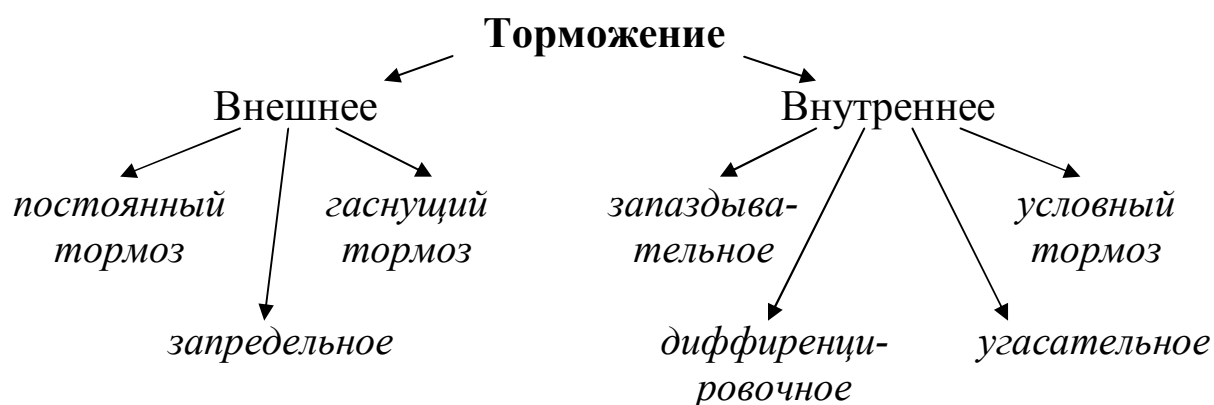 Торможение
Внешнее
Внутреннее
постоянный
тормоз
гаснущий
тормоз
запаздыва-
тельное
условный
тормоз
запредельное
диффиренци-
ровочное
угасательное